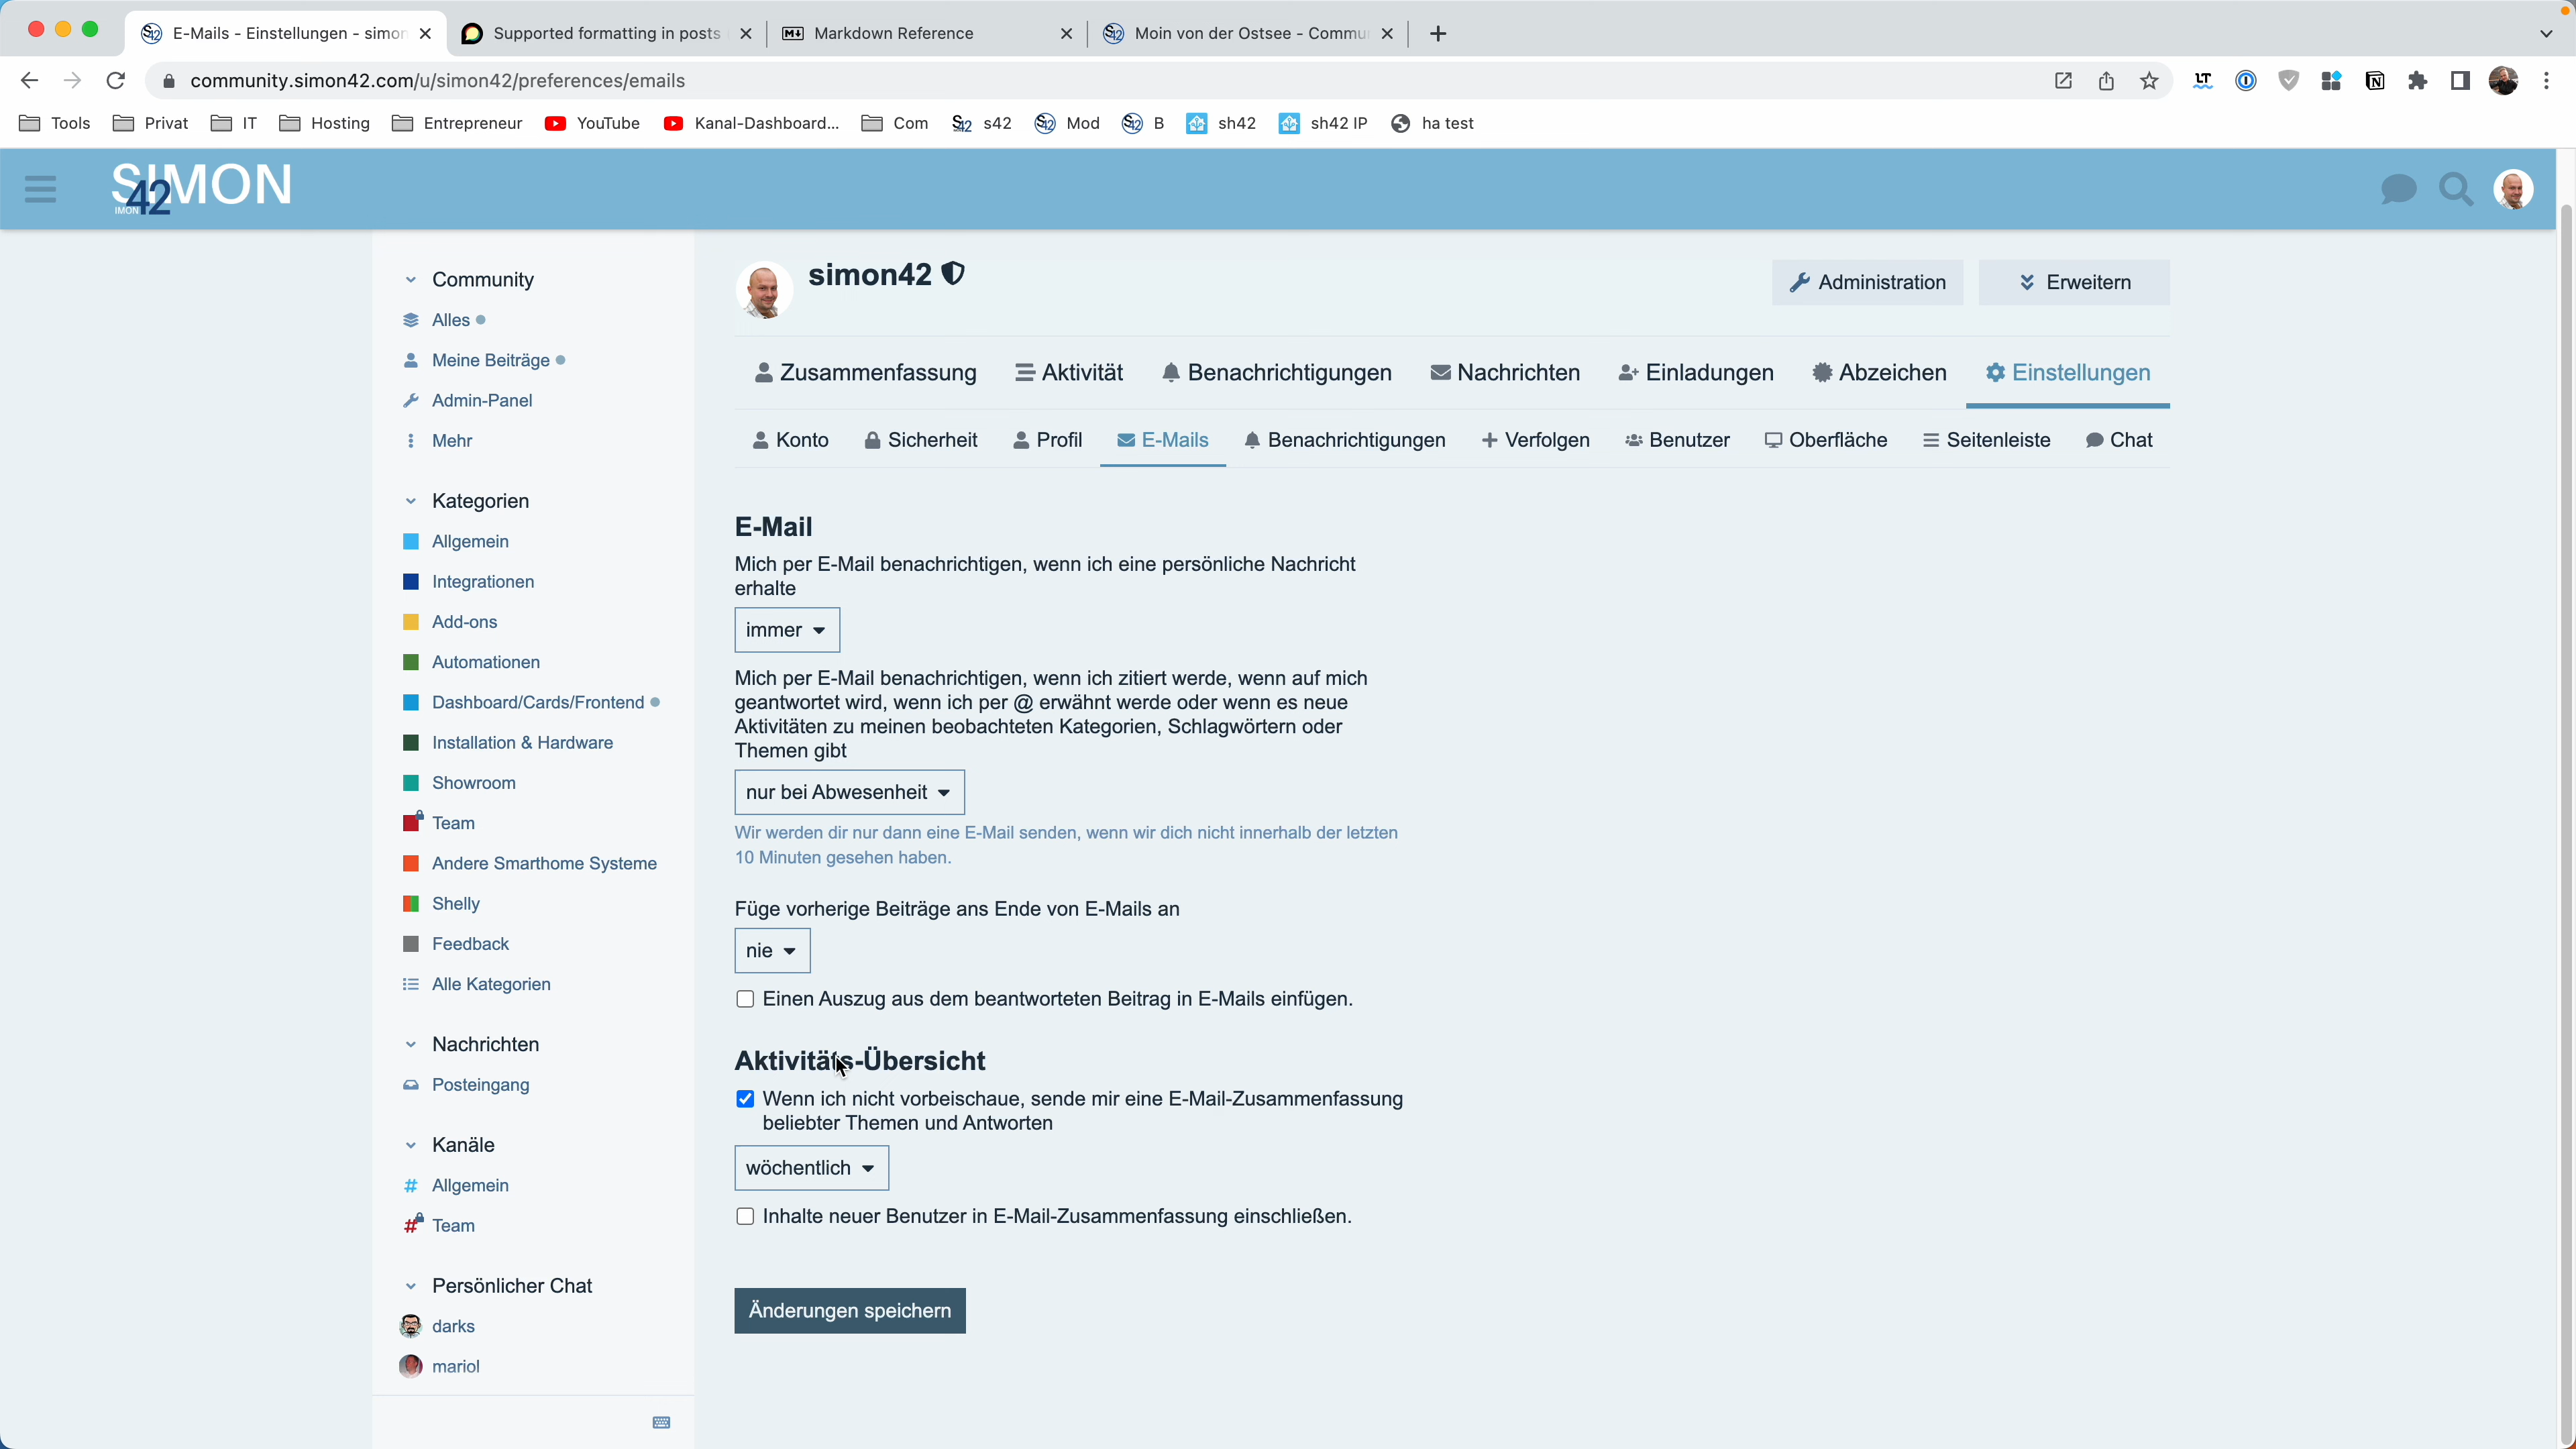 E-Mails - Einstellungen - simon
Supported formatting in posts
Markdown Reference
Moin von der Ostsee - Commu
community.simon42.com/u/simon42/preferences/emails
Tools
Privat
IT
Hosting
Entrepreneur
YouTube
Kanal-Dashboard...
Com
s42
Mod
B
sh42
sh42 IP
ha test
SIMON
42
IMON
Community
Alles
Meine Beiträge
Admin-Panel
Mehr
Kategorien
Allgemein
Integrationen
Add-ons
Automationen
Dashboard/Cards/Frontend
Installation & Hardware
Showroom
Team
Andere Smarthome Systeme
Shelly
Feedback
Alle Kategorien
Nachrichten
Posteingang
Kanäle
# Allgemein
# Team
Persönlicher Chat
darks
mariol
simon42
Administration
Erweitern
Zusammenfassung
Aktivität
Benachrichtigungen
Nachrichten
Einladungen
Abzeichen
Einstellungen
Konto
Sicherheit
Profil
E-Mails
Benachrichtigungen
Verfolgen
Benutzer
Oberfläche
Seitenleiste
Chat
E-Mail
Mich per E-Mail benachrichtigen, wenn ich eine persönliche Nachricht
erhalte
immer
Mich per E-Mail benachrichtigen, wenn ich zitiert werde, wenn auf mich
geantwortet wird, wenn ich per @ erwähnt werde oder wenn es neue
Aktivitäten zu meinen beobachteten Kategorien, Schlagwörtern oder
Themen gibt
nur bei Abwesenheit
Wir werden dir nur dann eine E-Mail senden, wenn wir dich nicht innerhalb der letzten
10 Minuten gesehen haben.
Füge vorherige Beiträge ans Ende von E-Mails an
nie
Einen Auszug aus dem beantworteten Beitrag in E-Mails einfügen.
Aktivitäts-Übersicht
Wenn ich nicht vorbeischaue, sende mir eine E-Mail-Zusammenfassung
beliebter Themen und Antworten
wöchentlich
Inhalte neuer Benutzer in E-Mail-Zusammenfassung einschließen.
Änderungen speichern